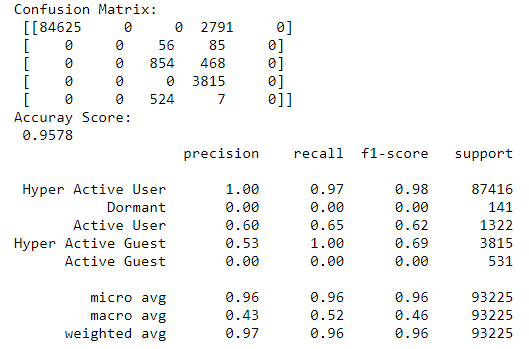 Confusion Matrix:
[[84625 0 0 2791 0]
[ 0 0 56 85 0]
[ 0 0 854 468 0]
[ 0 0 0 3815 0]
[ 0 0 524 7 0]]
Accuray Score:
0.9578
precision recall f1-score support
Hyper Active User 1.00 0.97 0.98 87416
Dormant 0.00 0.00 0.00 141
Active User 0.60 0.65 0.62 1322
Hyper Active Guest 0.53 1.00 0.69 3815
Active Guest 0.00 0.00 0.00 531
micro avg 0.96 0.96 0.96 93225
macro avg 0.43 0.52 0.46 93225
weighted avg 0.97 0.96 0.96 93225